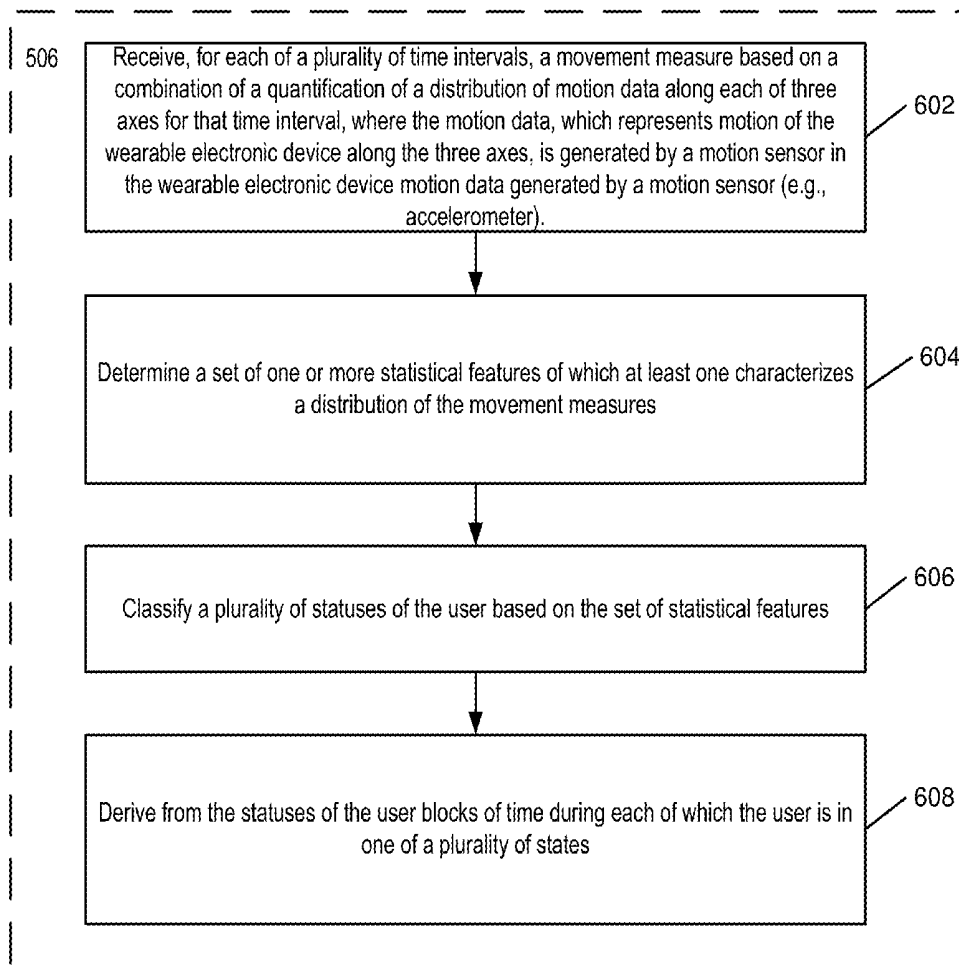 506
Receive, for each of a plurality of time intervals, a movement measure based on a
combination of a quantification of a distribution of motion data along each of three
axes for that time interval, where the motion data, which represents motion of the
wearable electronic device along the three axes, is generated by a motion sensor in
the wearable electronic device motion data generated by a motion sensor (e.g.,
accelerometer).
602
Determine a set of one or more statistical features of which at least one characterizes
a distribution of the movement measures
604
Classify a plurality of statuses of the user based on the set of statistical features
606
Derive from the statuses of the user blocks of time during each of which the user is in
one of a plurality of states
608